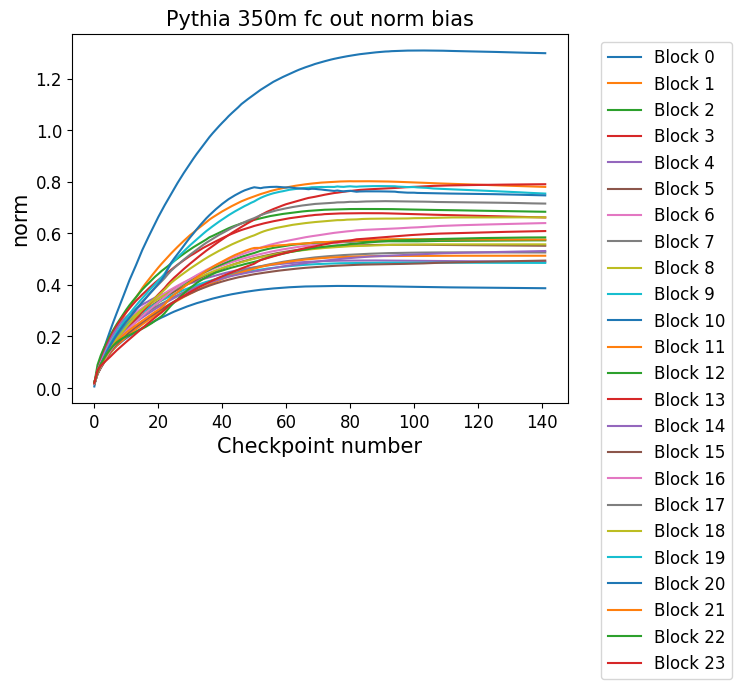 Pythia 350m fc out norm bias
norm
1.2
1.0
0.8
0.6
0.4
0.2
0.0
0 20 40 60 80 100 120 140
Checkpoint number
Block 0
Block 1
Block 2
Block 3
Block 4
Block 5
Block 6
Block 7
Block 8
Block 9
Block 10
Block 11
Block 12
Block 13
Block 14
Block 15
Block 16
Block 17
Block 18
Block 19
Block 20
Block 21
Block 22
Block 23